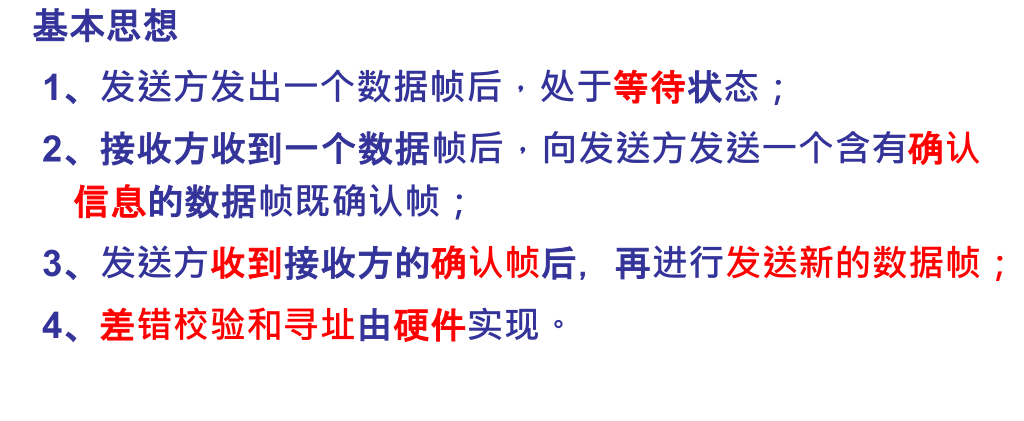 基本思想
1、发送方发出一个数据帧后，处于等待状态；
2、接收方收到一个数据帧后，向发送方发送一个含有确认
信息的数据帧既确认帧；
3、发送方收到接收方的确认帧后, 再进行发送新的数据帧；
4、差错校验和寻址由硬件实现。